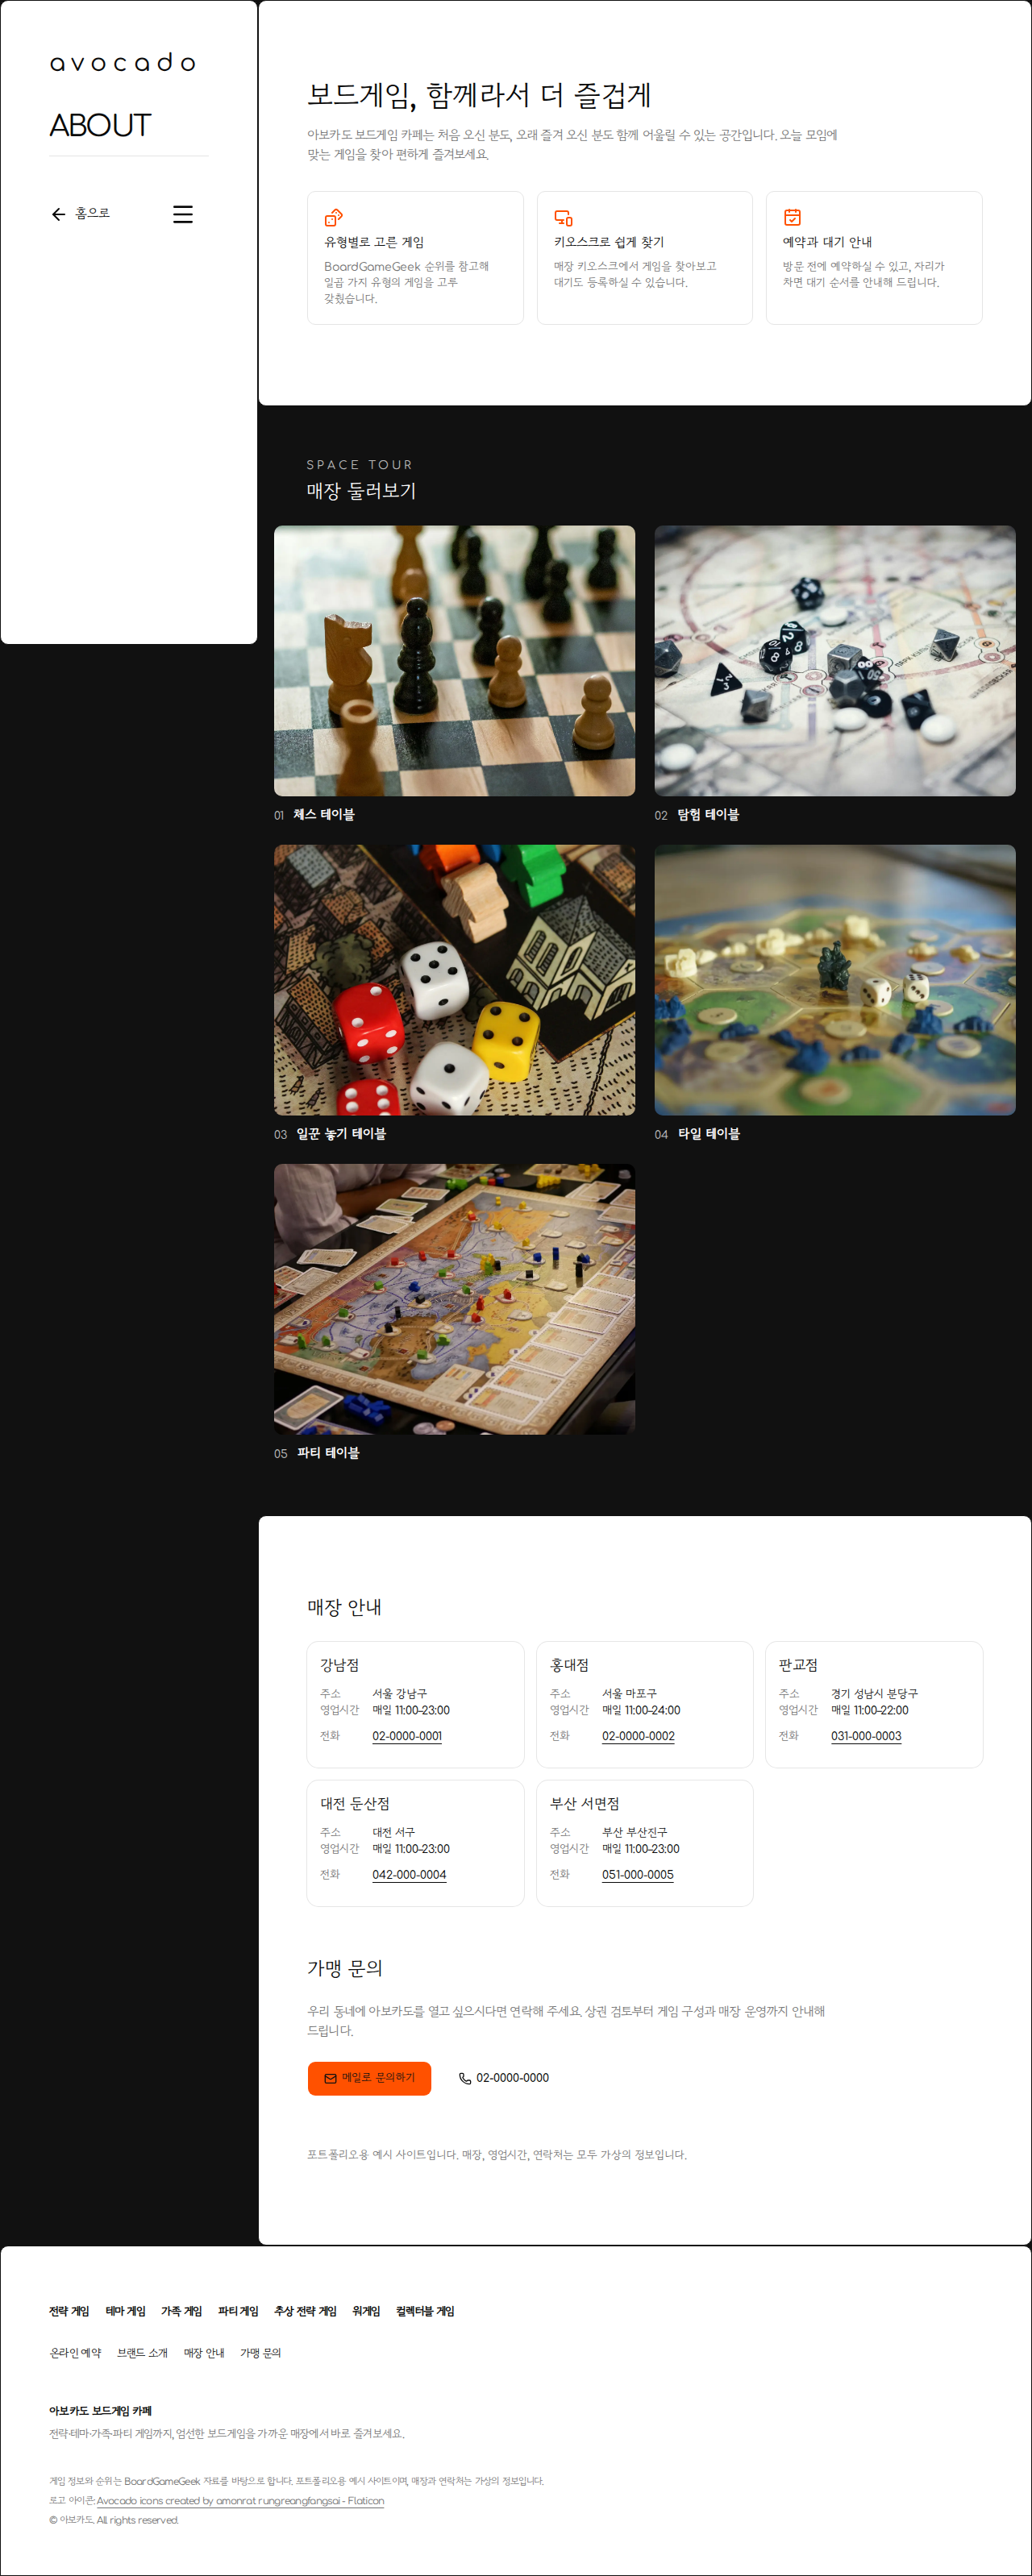 avocado
ABOUT
홈으로
보드게임, 함께라서 더 즐겁게
아보카도 보드게임 카페는 처음 오신 분도, 오래 즐겨 오신 분도 함께 어울릴 수 있는 공간입니다. 오늘 모임에
맞는 게임을 찾아 편하게 즐겨보세요.
유형별로 고른 게임
BoardGameGeek 순위를 참고해
일곱 가지 유형의 게임을 고루
갖췄습니다.
키오스크로 쉽게 찾기
매장 키오스크에서 게임을 찾아보고
대기도 등록하실 수 있습니다.
예약과 대기 안내
방문 전에 예약하실 수 있고, 자리가
차면 대기 순서를 안내해 드립니다.
SPACE TOUR
매장 둘러보기
01 체스 테이블
02 탐험 테이블
03 일꾼 놓기 테이블
04 타일 테이블
05 파티 테이블
매장 안내
강남점
주소 서울 강남구
영업시간 매일 11:00–23:00
전화 02-0000-0001
홍대점
주소 서울 마포구
영업시간 매일 11:00–24:00
전화 02-0000-0002
판교점
주소 경기 성남시 분당구
영업시간 매일 11:00–22:00
전화 031-000-0003
대전 둔산점
주소 대전 서구
영업시간 매일 11:00–23:00
전화 042-000-0004
부산 서면점
주소 부산 부산진구
영업시간 매일 11:00–23:00
전화 051-000-0005
가맹 문의
우리 동네에 아보카도를 열고 싶으시다면 연락해 주세요. 상권 검토부터 게임 구성과 매장 운영까지 안내해
드립니다.
메일로 문의하기
02-0000-0000
포트폴리오용 예시 사이트입니다. 매장, 영업시간, 연락처는 모두 가상의 정보입니다.
전략 게임 테마 게임 가족 게임 파티 게임 추상 전략 게임 워게임 컬렉터블 게임
온라인 예약 브랜드 소개 매장 안내 가맹 문의
아보카도 보드게임 카페
전략·테마·가족·파티 게임까지, 엄선한 보드게임을 가까운 매장에서 바로 즐겨보세요.
게임 정보와 순위는 BoardGameGeek 자료를 바탕으로 합니다. 포트폴리오용 예시 사이트이며, 매장과 연락처는 가상의 정보입니다.
로고 아이콘: Avocado icons created by amonrat rungreangfangsai - Flaticon
© 아보카도. All rights reserved.